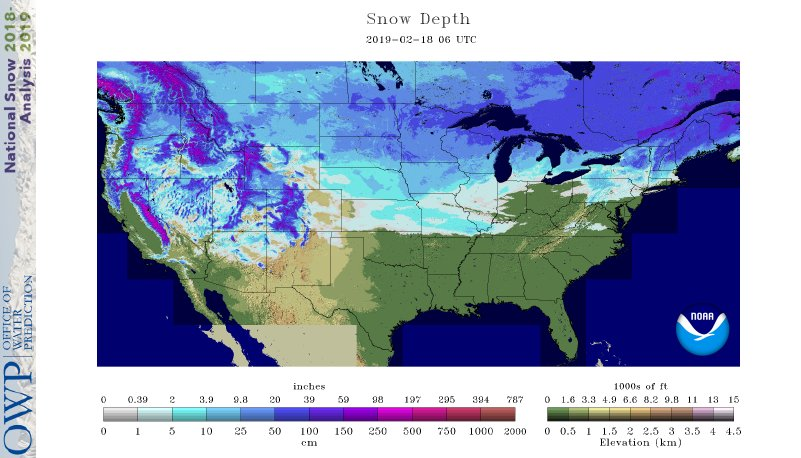 National Snow 2018-
Analysis 2019
OWP
OFFICE OF
WATER
PREDICTION
Snow Depth
2019-02-18 06 UTC
NOAA
inches
0 0.39 2 3.9 9.8 20 39 59 98 197 295 394 787
0 1 5 10 25 50 100 150 250 500 750 1000 2000
cm
1000s of ft
0 1.6 3.3 4.9 6.6 8.2 9.8 11 13 15
0 0.5 1 1.5 2 2.5 3 3.5 4 4.5
Elevation (km)